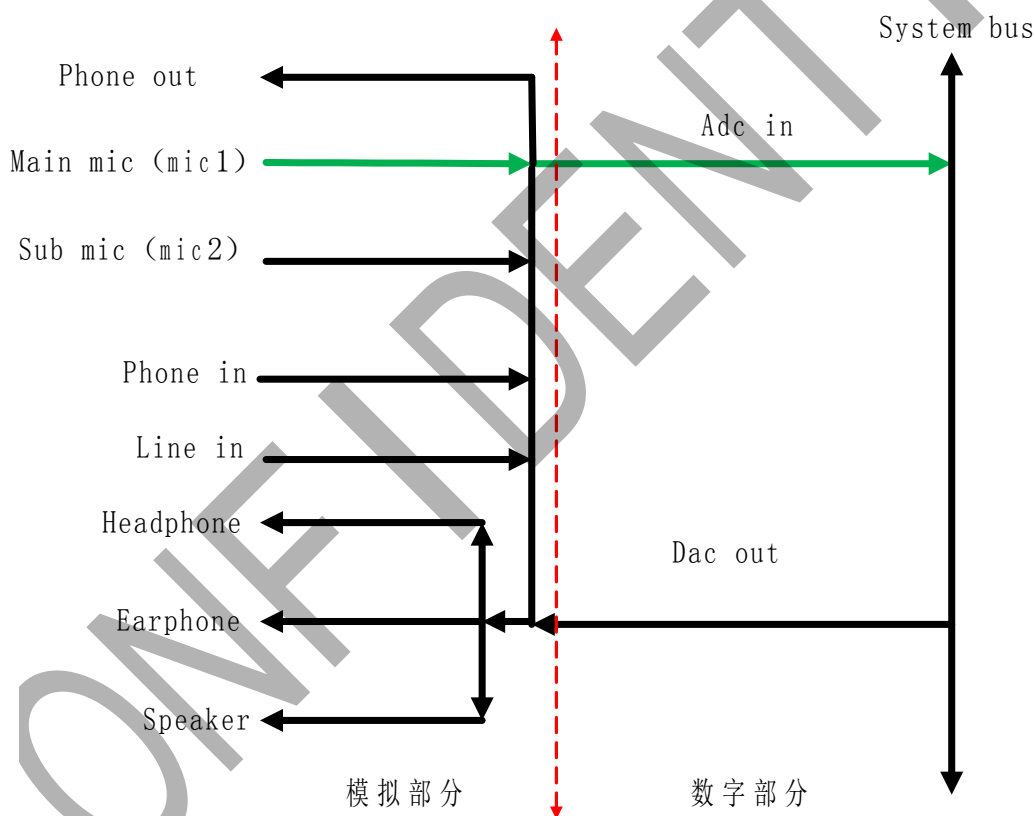 System bus
Phone out
Adc in
Main mic (mic1)
Sub mic (mic2)
Phone in
Line in
Headphone
Dac out
Earphone
Speaker
模拟部分
数字部分
ONFIDENT